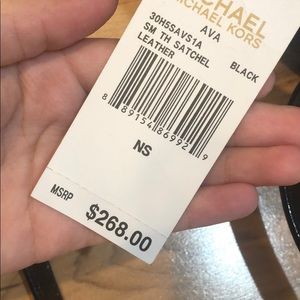 MICHAEL
MICHAEL KORS
AVA
30H5SAVS1A
SM TH SATCHEL BLACK
LEATHER
8 89154 86992 9
NS
MSRP $268.00